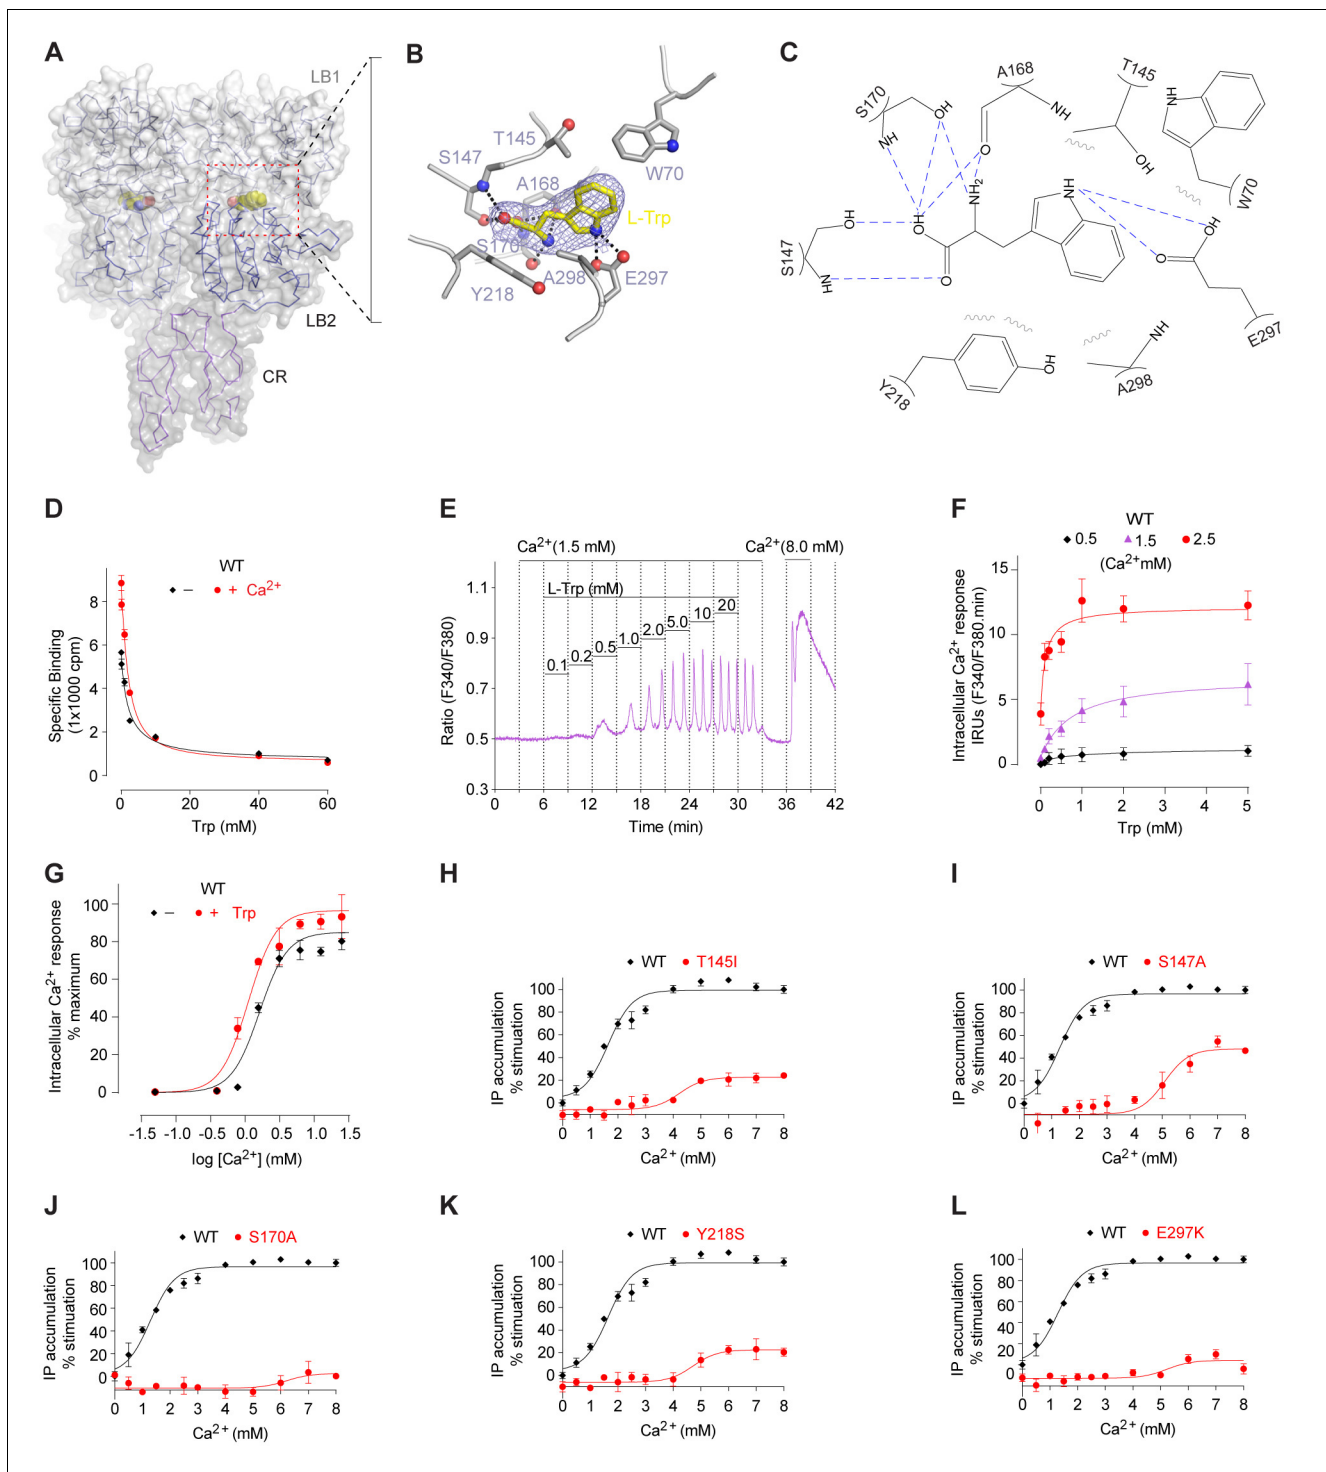 A
LB1
LB2
CR
B
T145
S147
A168
W70
L-Trp
S170
A298
E297
Y218
C
A168
T145
S170
NH
OH
NH
O
NH
OH
W70
NH2
NH
OH
OH
S147
NH
O
OH
O
E297
OH
NH
Y218
A298
D
WT
− + Ca2+
Specific Binding
(1x1000 cpm)
8
6
4
2
0
0 20 40 60
Trp (mM)
E
Ca2+(1.5 mM)
Ca2+(8.0 mM)
L-Trp (mM)
0.1 0.2 0.5 1.0 2.0 5.0 10 20
Ratio (F340/F380)
1.1
0.9
0.7
0.5
0.3
0 6 12 18 24 30 36 42
Time (min)
F
WT
0.5 1.5 2.5
(Ca2+mM)
Intracellular Ca2+ response
IRUs (F340/F380.min)
15
10
5
0
0 1 2 3 4 5
Trp (mM)
G
WT
− + Trp
Intracellular Ca2+ response
% maximum
100
80
60
40
20
0
-1.5 -1.0 -0.5 0.0 0.5 1.0 1.5
log [Ca2+] (mM)
H
WT T145I
IP accumulation
% stimuation
100
80
60
40
20
0
0 1 2 3 4 5 6 7 8
Ca2+ (mM)
I
WT S147A
IP accumulation
% stimuation
100
80
60
40
20
0
0 1 2 3 4 5 6 7 8
Ca2+ (mM)
J
WT S170A
IP accumulation
% stimuation
100
80
60
40
20
0
0 1 2 3 4 5 6 7 8
Ca2+ (mM)
K
WT Y218S
IP accumulation
% stimuation
100
80
60
40
20
0
0 1 2 3 4 5 6 7 8
Ca2+ (mM)
L
WT E297K
IP accumulation
% stimuation
100
80
60
40
20
0
0 1 2 3 4 5 6 7 8
Ca2+ (mM)